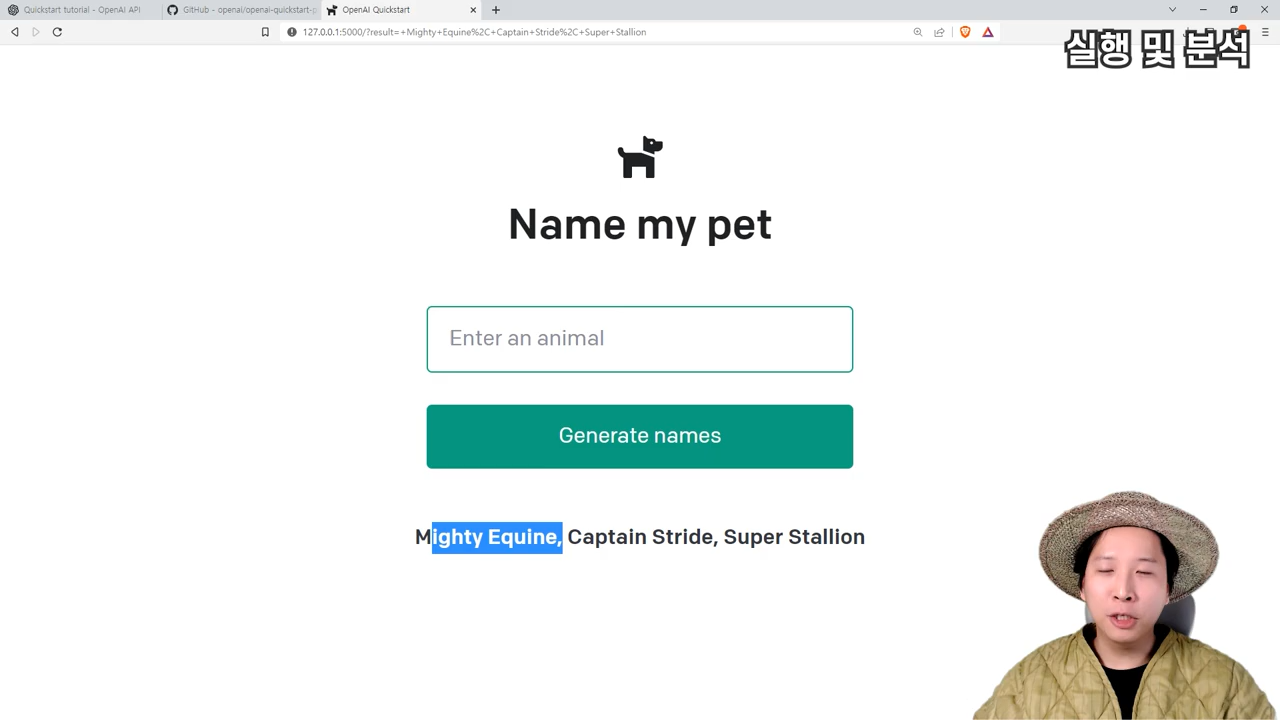 Quickstart tutorial - OpenAI API
GitHub - openai/openai-quickstart-p
OpenAI Quickstart
127.0.0.1:5000/?result=+Mighty+Equine%2C+Captain+Stride%2C+Super+Stallion
실행 및 분석
Name my pet
Enter an animal
Generate names
Mighty Equine, Captain Stride, Super Stallion